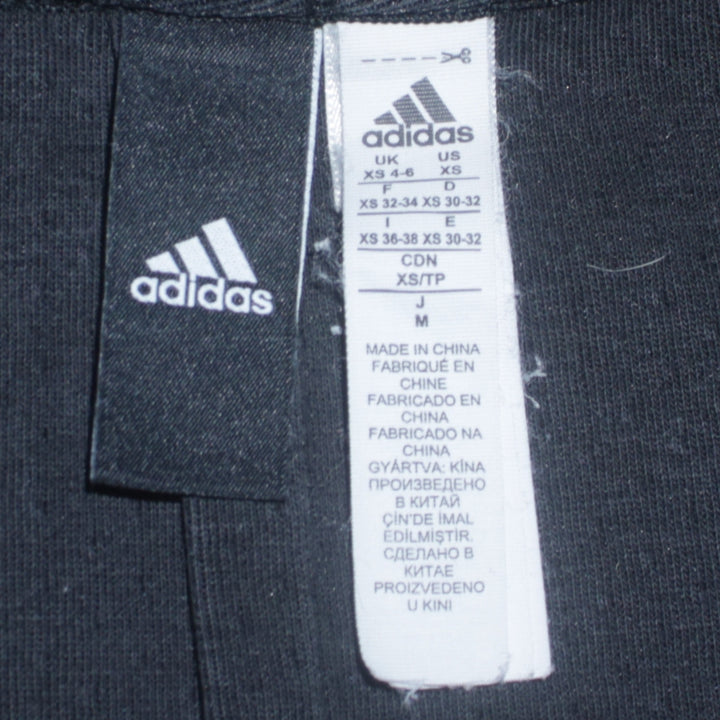 adidas
adidas
UK US
XS 4-6 XS
F D
XS 32-34 XS 30-32
I E
XS 36-38 XS 30-32
CDN
XS/TP
J
M
MADE IN CHINA
FABRIQUÉ EN
CHINE
FABRICADO EN
CHINA
FABRICADO NA
CHINA
GYÁRTVA: KÍNA
ПРОИЗВЕДЕНО
В КИТАЙ
ÇİN'DE İMAL
EDİLMİŞTİR.
СДЕЛАНО В
КИТАЕ
PROIZVEDENO
U KINI